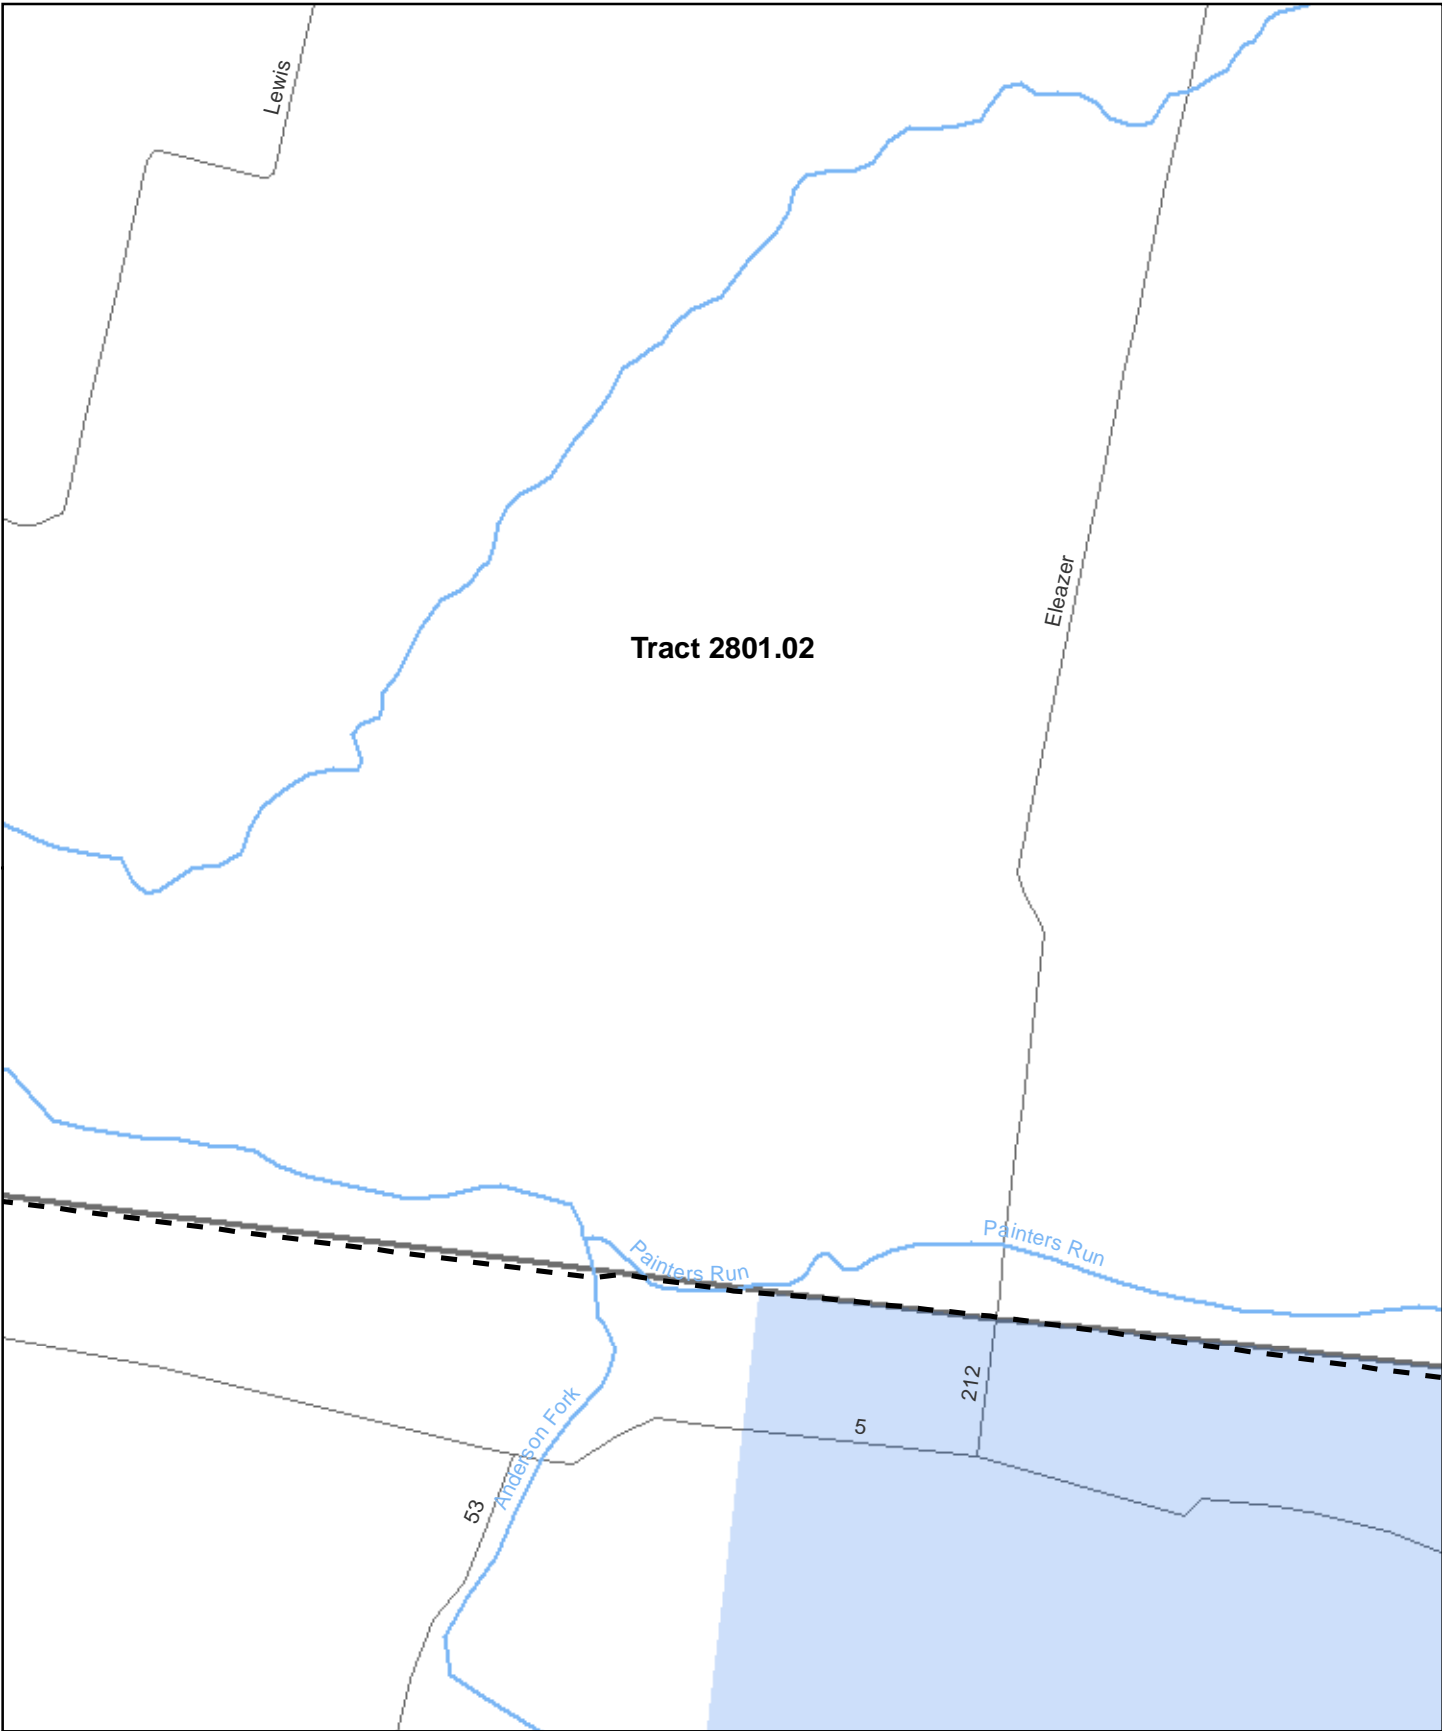 Lewis
Eleazer
Tract 2801.02
Painters Run
Painters Run
212
5
Anderson Fork
53